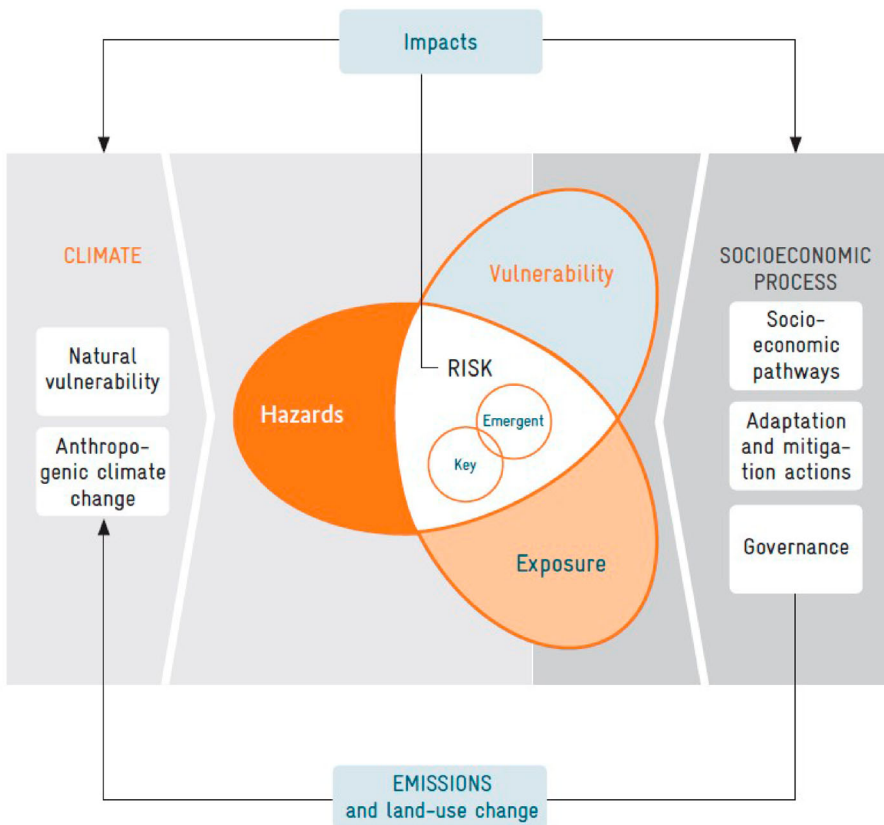 Impacts
CLIMATE
Natural
vulnerability
Anthropo-
genic climate
change
Hazards
Vulnerability
RISK
Emergent
Key
Exposure
SOCIOECONOMIC
PROCESS
Socio-
economic
pathways
Adaptation
and mitiga-
tion actions
Governance
EMISSIONS
and land-use change